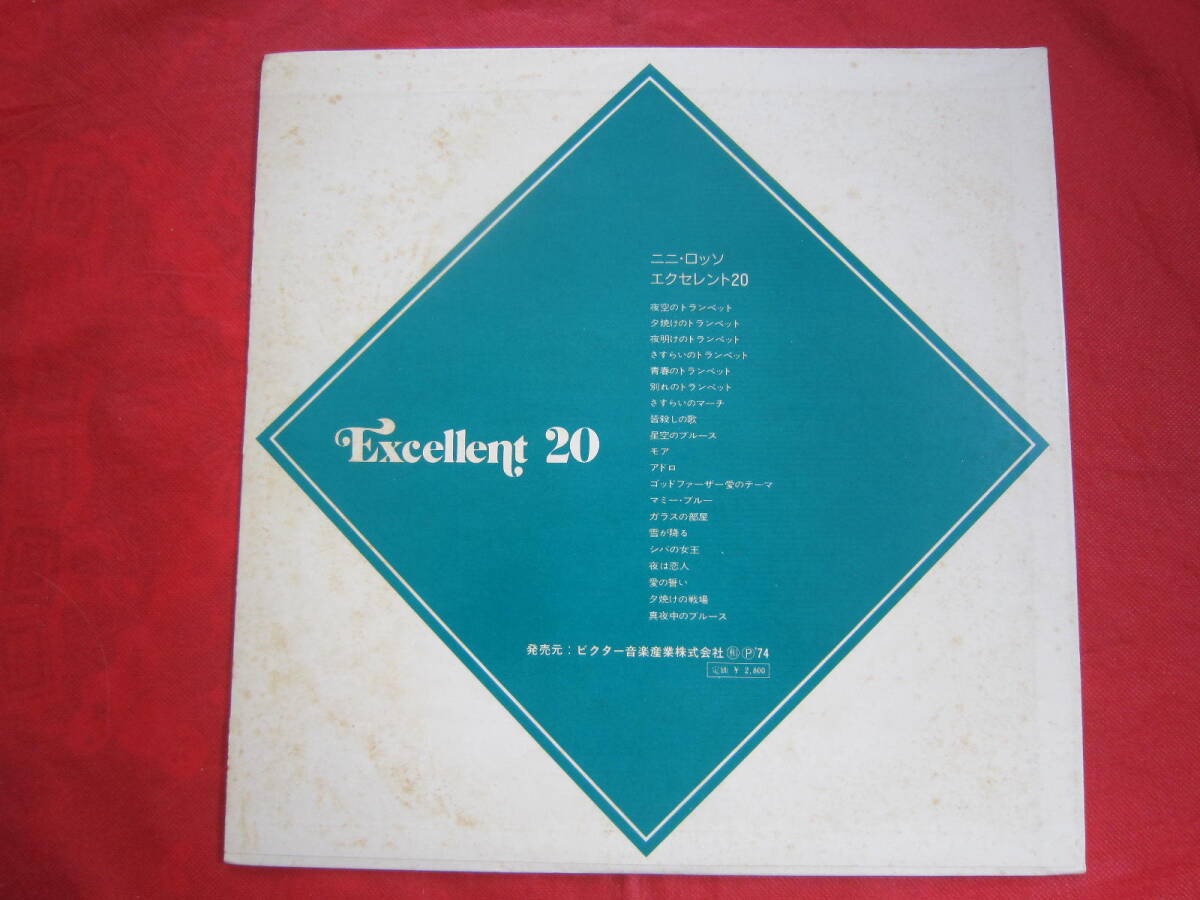 ニニ・ロッソ
エクセレント20
夜空のトランペット
夕焼けのトランペット
夜明けのトランペット
さすらいのトランペット
青春のトランペット
別れのトランペット
さすらいのマーチ
皆殺しの歌
星空のブルース
モア
アドロ
ゴッドファーザー愛のテーマ
マミー・ブルー
ガラスの部屋
雪が降る
シバの女王
夜は恋人
愛の誓い
夕焼けの戦場
真夜中のブルース
Excellent 20
発売元：ビクター音楽産業株式会社 Ⓟ'74
定価 ¥ 2,800